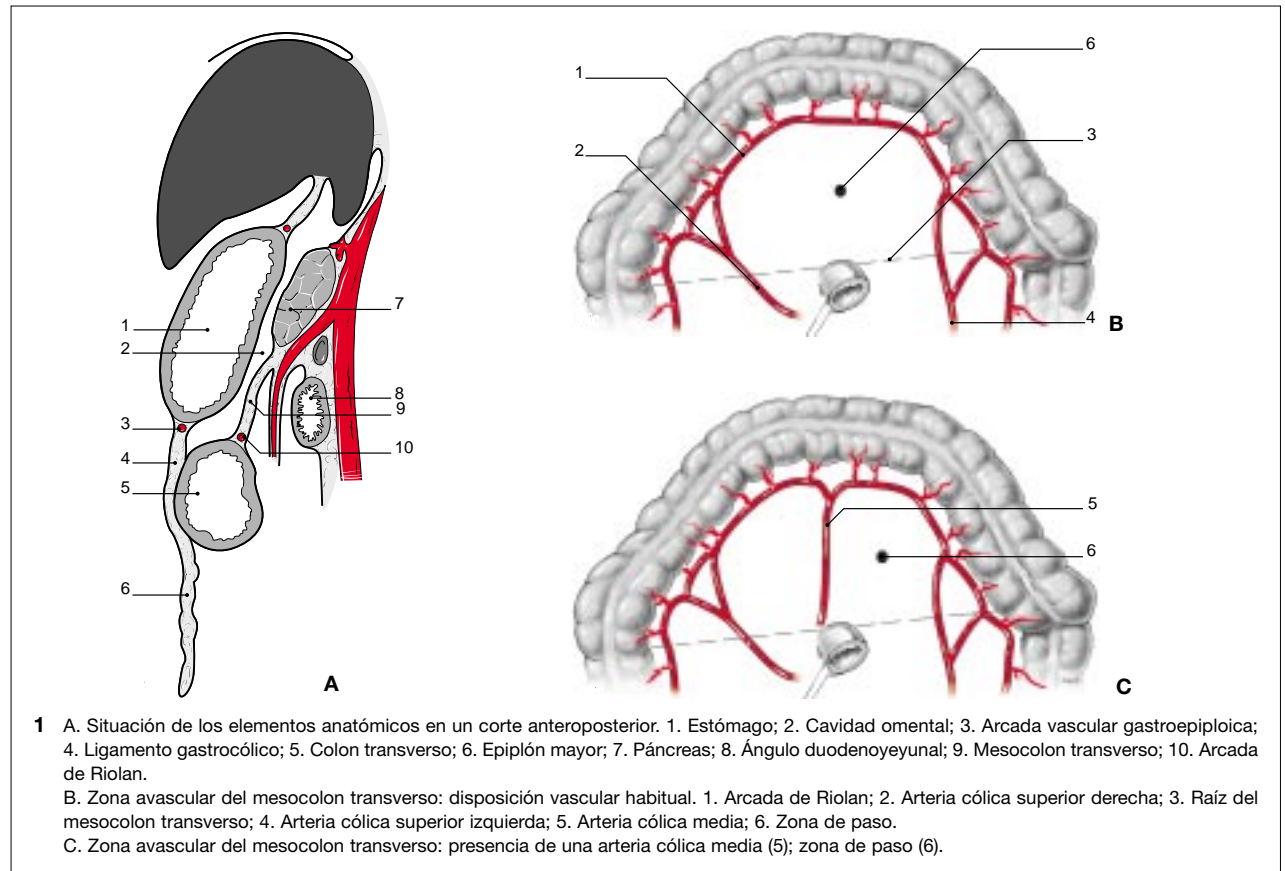 1
2
3
4
5
6
7
8
9
10
A
1
2
6
3
4
B
5
6
C
1 A. Situación de los elementos anatómicos en un corte anteroposterior. 1. Estómago; 2. Cavidad omental; 3. Arcada vascular gastroepiploica;
4. Ligamento gastrocólico; 5. Colon transverso; 6. Epiplón mayor; 7. Páncreas; 8. Ángulo duodenoyeyunal; 9. Mesocolon transverso; 10. Arcada
de Riolan.
B. Zona avascular del mesocolon transverso: disposición vascular habitual. 1. Arcada de Riolan; 2. Arteria cólica superior derecha; 3. Raíz del
mesocolon transverso; 4. Arteria cólica superior izquierda; 5. Arteria cólica media; 6. Zona de paso.
C. Zona avascular del mesocolon transverso: presencia de una arteria cólica media (5); zona de paso (6).